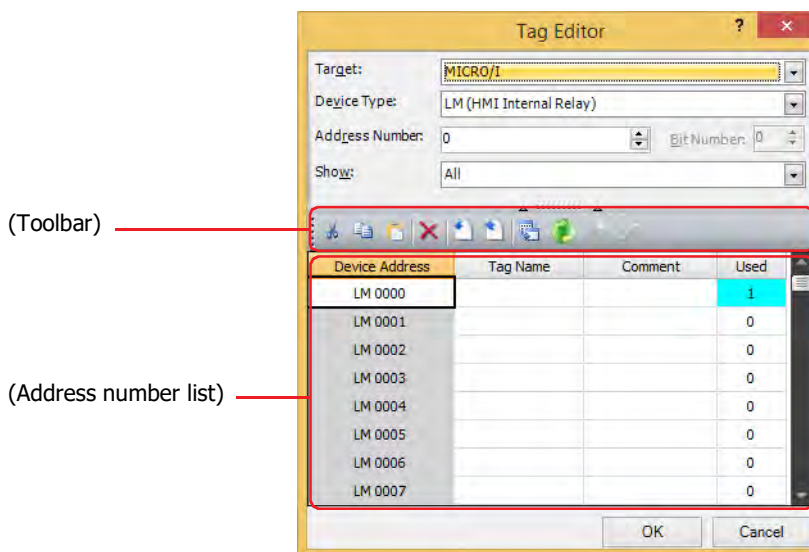 Tag Editor ? ×
Target: MICRO/I
Device Type: LM (HMI Internal Relay)
Address Number: 0 Bit Number: 0
Show: All
(Toolbar)
Device Address Tag Name Comment Used
LM 0000 1
LM 0001 0
LM 0002 0
LM 0003 0
(Address number list)
LM 0004 0
LM 0005 0
LM 0006 0
LM 0007 0
OK Cancel